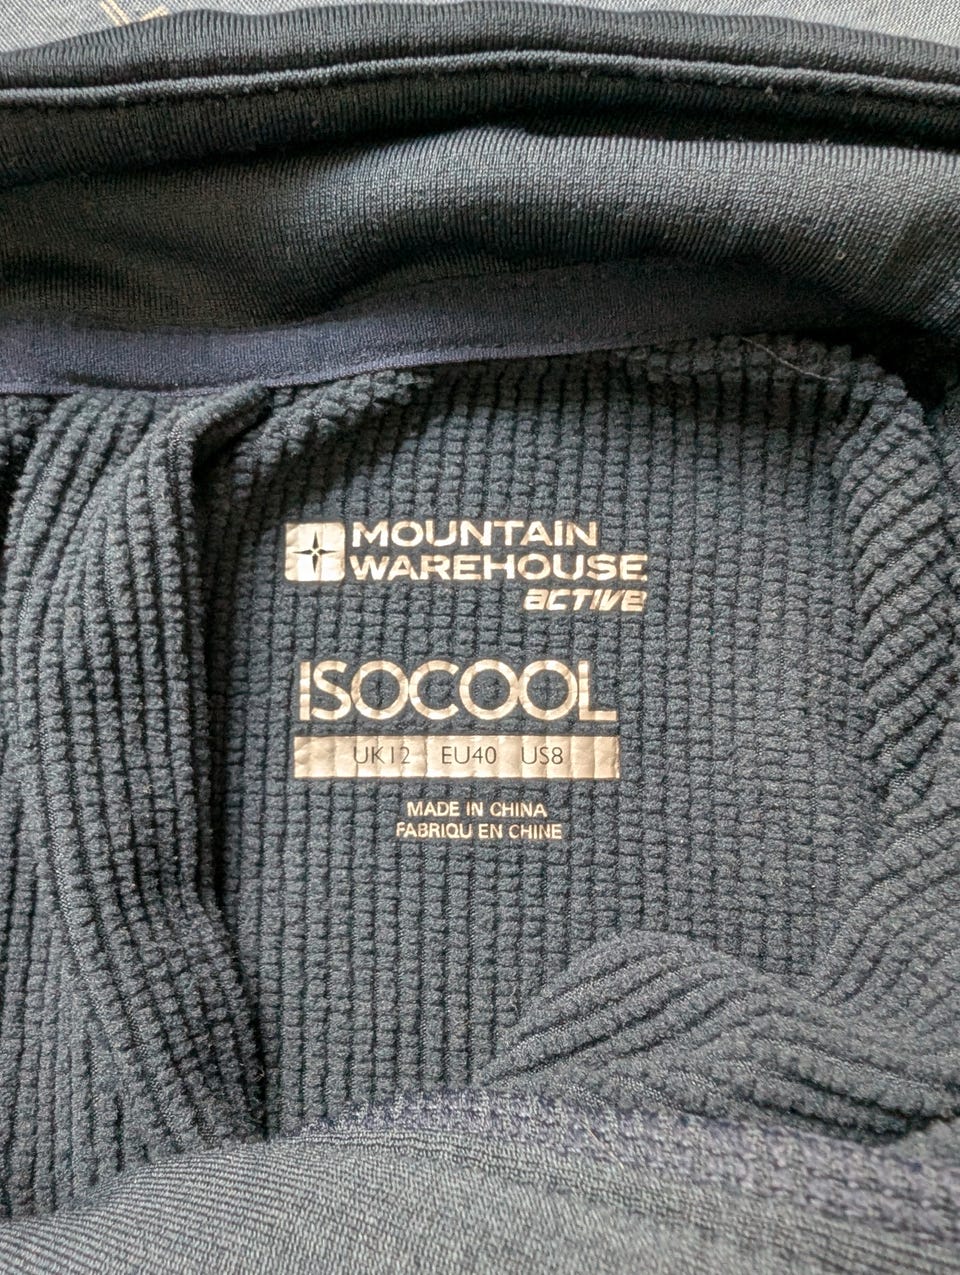 MOUNTAIN
WAREHOUSE
ACTIVE
ISOCOOL
UK12 EU40 US8
MADE IN CHINA
FABRIQU EN CHINE